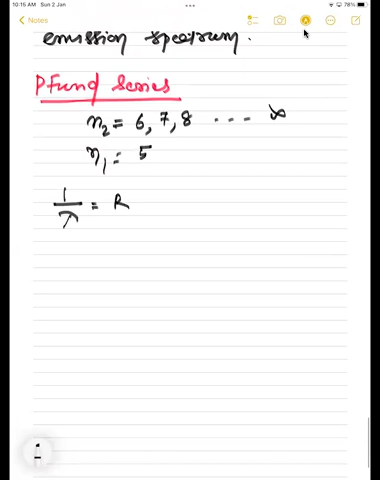 10:15 AM Sun 2 Jan
78%
Notes
emission spectrum.
PFund Series
n₂ = 6, 7, 8 ... ∞
n₁ = 5
1/λ = R